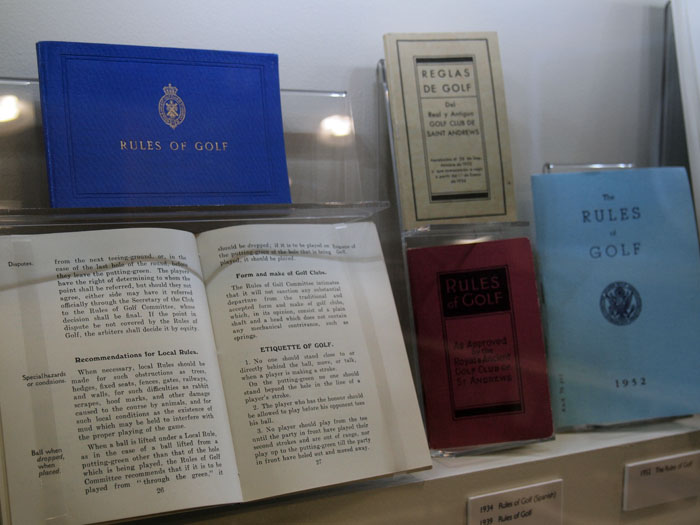 RULES OF GOLF
REGLAS
DE GOLF
Del
Real y Antiguo
GOLF CLUB DE
SAINT ANDREWS
The
RULES
of
GOLF
1952
RULES
of GOLF
As Approved
by the
Royal & Ancient
Golf Club of
St Andrews
Disputes.
from the next teeing-ground, or, in the
case of the last hole of the round, before
they leave the putting-green. The players
have the right of determining to whom the
point shall be referred, but should they not
agree, either side may have it referred
officially through the Secretary of the Club
to the Rules of Golf Committee, whose
decision shall be final. If the point in
dispute be not covered by the Rules of
Golf, the arbiters shall decide it by equity.
Recommendations for Local Rules.
Special hazards
or conditions.
When necessary, local Rules should be
made for such obstructions as trees,
hedges, fixed seats, fences, gates, railways,
and walls, for such difficulties as rabbit
scrapes, hoof marks, and other damage
caused to the course by animals, and for
such local conditions as the existence of
mud which may be held to interfere with
the proper playing of the game.
Ball when
dropped,
when
placed.
When a ball is lifted under a Local Rule,
as in the case of a ball lifted from a
putting-green other than that of the hole
which is being played, the Rules of Golf
Committee recommends that if it is to be
played from "through the green," it
26
should be dropped; if it is to be played on
the putting-green of the hole that is being
played, it should be placed.
Form and make of Golf Clubs.
The Rules of Golf Committee intimates
that it will not sanction any substantial
departure from the traditional and
accepted form and make of golf clubs,
which, in its opinion, consist of a plain
shaft and a head which does not contain
any mechanical contrivance, such as
springs.
ETIQUETTE OF GOLF.
1. No one should stand close to or
directly behind the ball, move, or talk,
when a player is making a stroke.
On the putting-green no one should
stand beyond the hole in the line of a
player's stroke.
2. The player who has the honour should
be allowed to play before his opponent tees
his ball.
3. No player should play from the tee
until the party in front have played their
second strokes and are out of range, nor
play up to the putting-green till the party
in front have holed out and moved away.
27
1934 Rules of Golf (Spanish)
1939 Rules of Golf
1952 The Rules of Golf